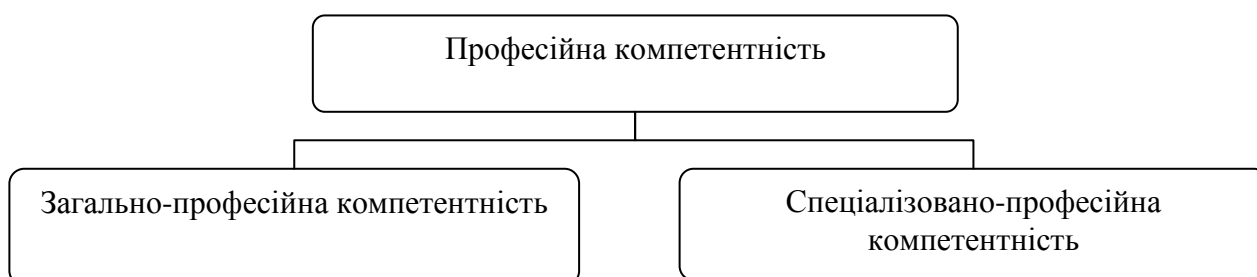 Професійна компетентність
Загально-професійна компетентність
Спеціалізовано-професійна
компетентність